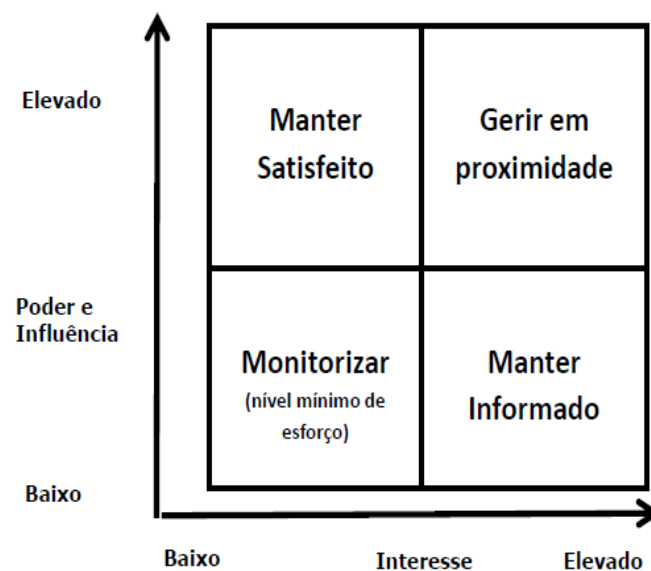 Elevado
Manter
Satisfeito
Gerir em
proximidade
Poder e
Influência
Monitorizar
(nível mínimo de
esforço)
Manter
Informado
Baixo
Baixo
Interesse
Elevado